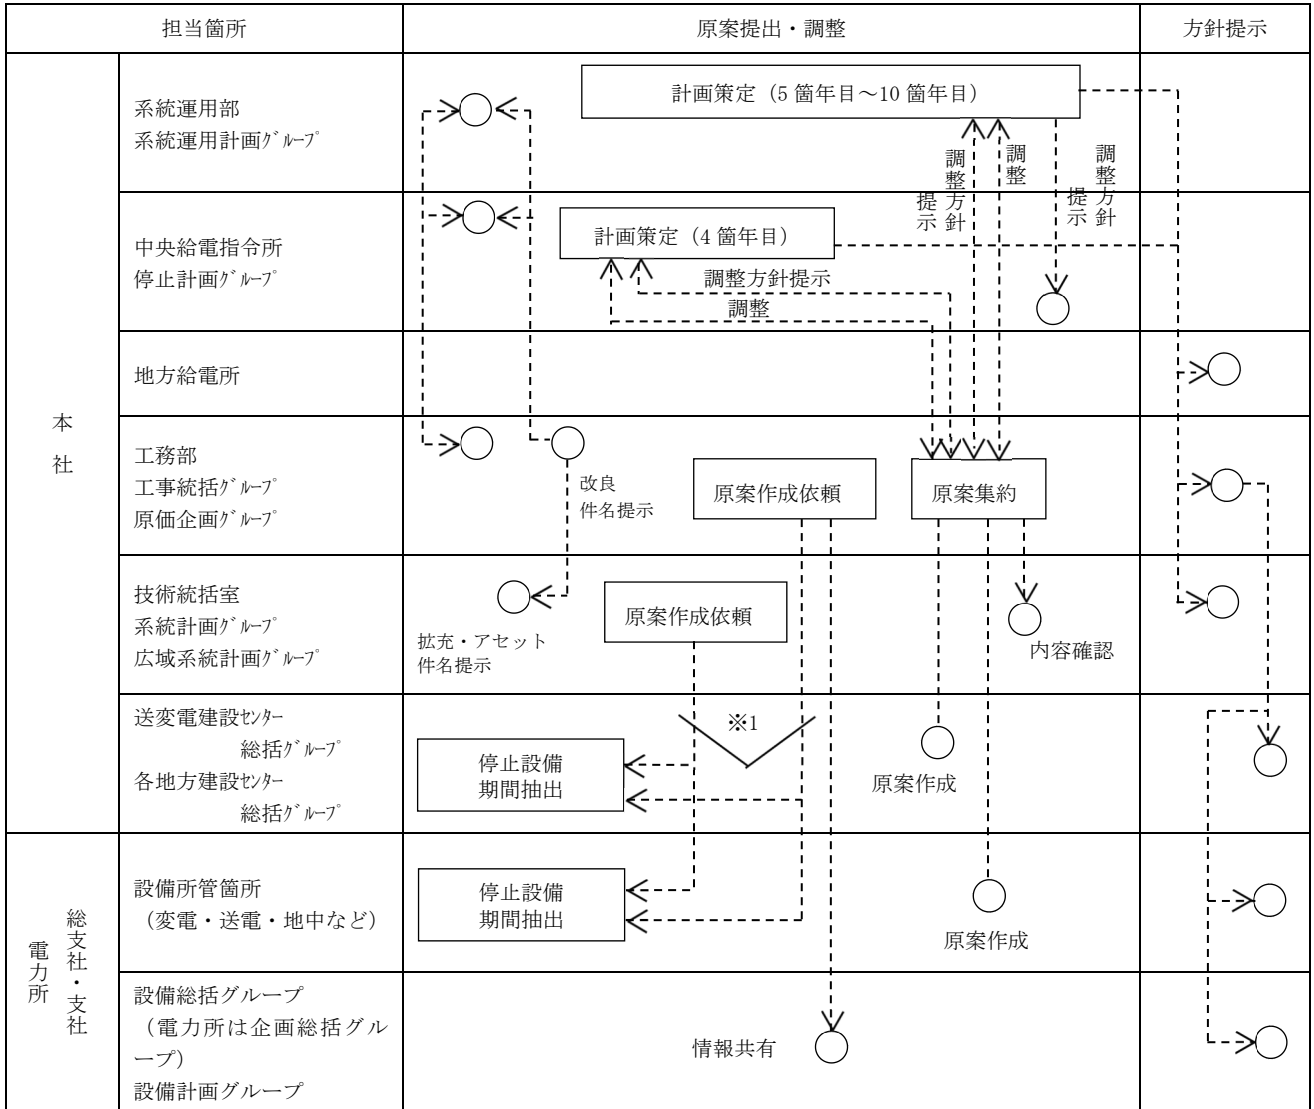 担当箇所
原案提出・調整
方針提示
本社
系統運用部
系統運用計画ｸﾞﾙｰﾌﾟ
計画策定（5 箇年目～10 箇年目）
調整方針
提示
調整
調整方針
提示
中央給電指令所
停止計画ｸﾞﾙｰﾌﾟ
計画策定（4 箇年目）
調整方針提示
調整
地方給電所
工務部
工事統括ｸﾞﾙｰﾌﾟ
原価企画ｸﾞﾙｰﾌﾟ
改良
件名提示
原案作成依頼
原案集約
技術統括室
系統計画ｸﾞﾙｰﾌﾟ
広域系統計画ｸﾞﾙｰﾌﾟ
拡充・アセット
件名提示
原案作成依頼
内容確認
送変電建設ｾﾝﾀｰ
総括ｸﾞﾙｰﾌﾟ
各地方建設ｾﾝﾀｰ
総括ｸﾞﾙｰﾌﾟ
停止設備
期間抽出
※1
原案作成
総支社・支社
電力所
設備所管箇所
（変電・送電・地中など）
停止設備
期間抽出
原案作成
設備総括グループ
（電力所は企画総括グル
ープ）
設備計画グループ
情報共有